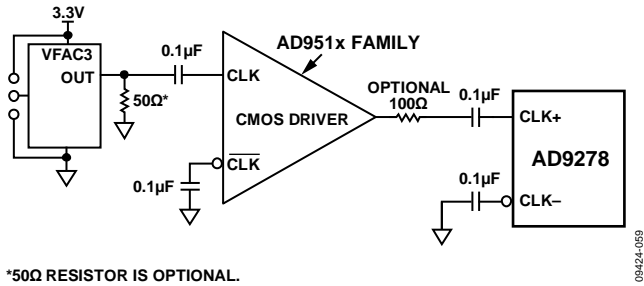 3.3V
VFAC3
OUT
50Ω*
0.1µF
AD951x FAMILY
CLK
CMOS DRIVER
CLK
0.1µF
OPTIONAL
100Ω
0.1µF
CLK+
AD9278
0.1µF
CLK–
*50Ω RESISTOR IS OPTIONAL.
09424-059